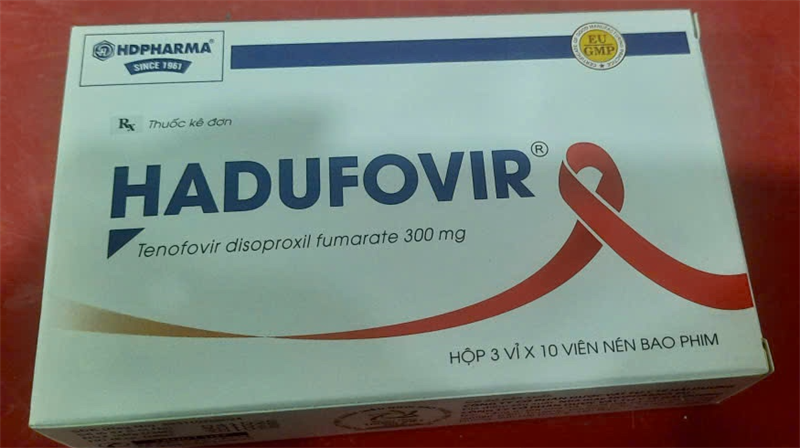 HDPHARMA®
SINCE 1961
EU
GMP
Rx Thuốc kê đơn
HADUFOVIR®
Tenofovir disoproxil fumarate 300 mg
HỘP 3 VỈ X 10 VIÊN NÉN BAO PHIM